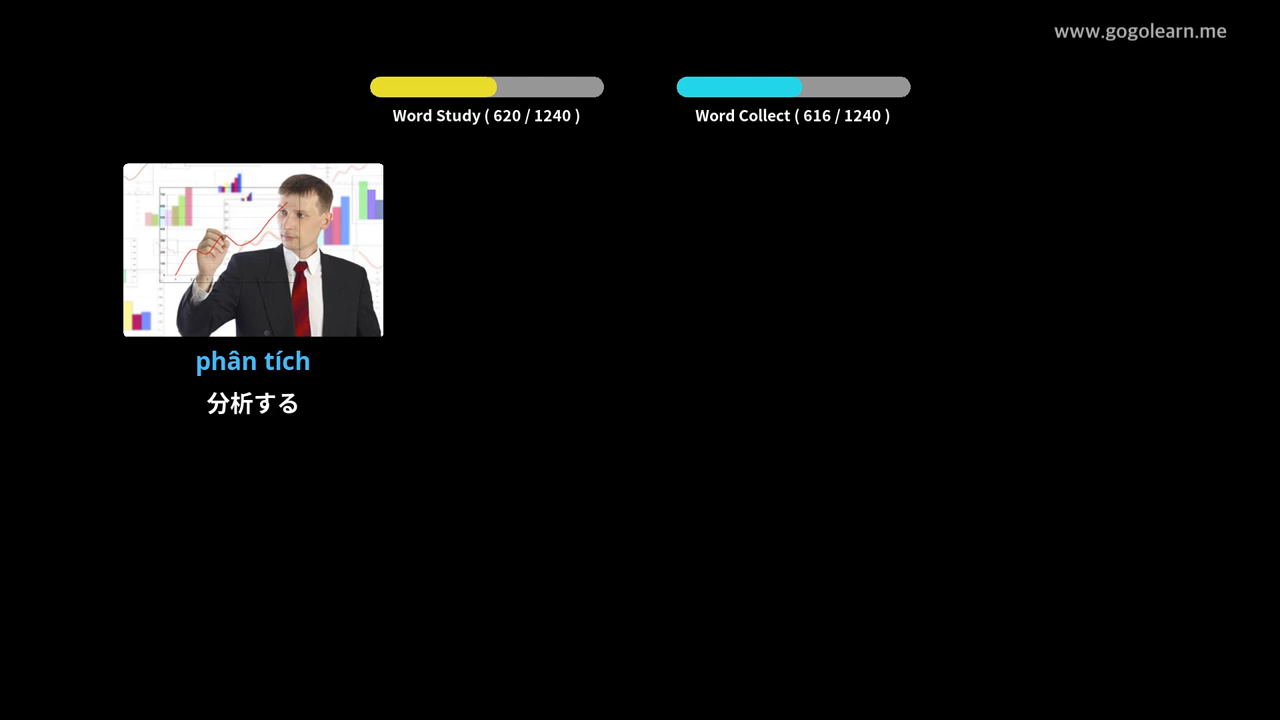 www.gogolearn.me
Word Study ( 620 / 1240 )
Word Collect ( 616 / 1240 )
phân tích
分析する